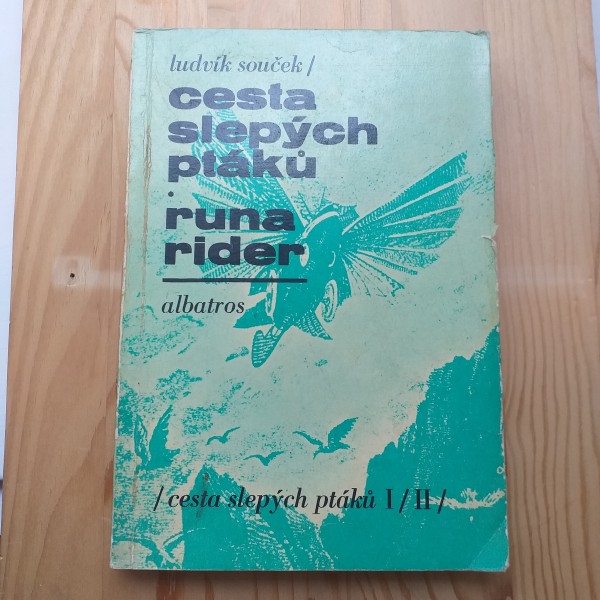 ludvík souček/
cesta
slepých
ptáků
.
runa
rider
albatros
/cesta slepých ptáků I/II/